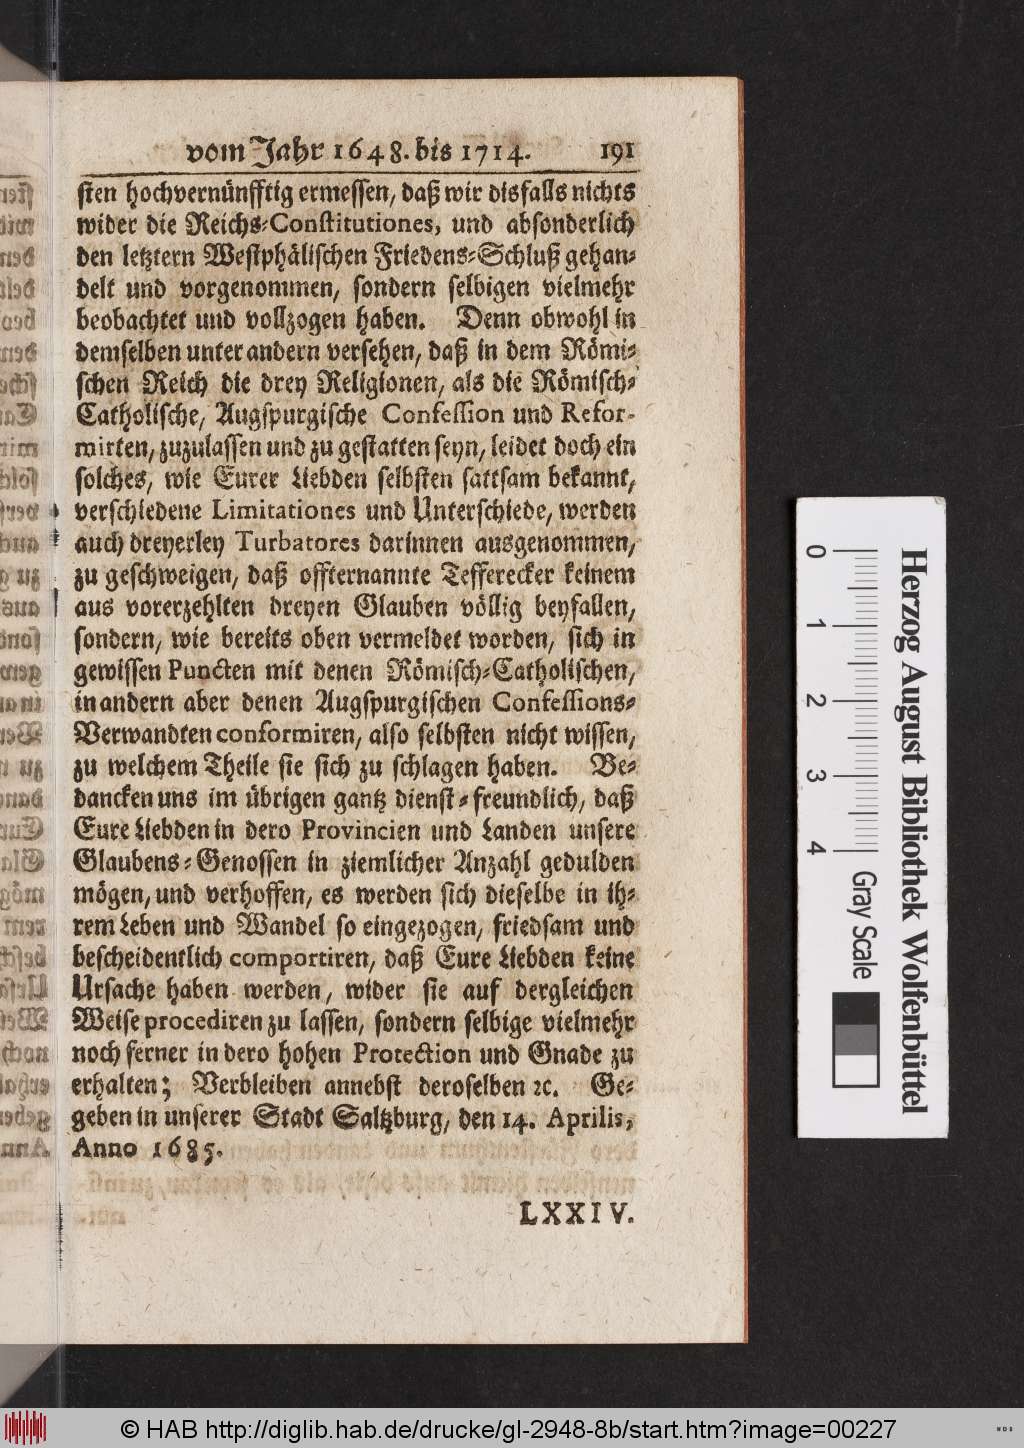 vom Jahr 1648. bis 1714. 191
sten hochvernünfftig ermessen, daß wir disfalls nichts
wider die Reichs-Constitutiones, und absonderlich
den letztern Westphälischen Friedens-Schluß gehan-
delt und vorgenommen, sondern selbigen vielmehr
beobachtet und vollzogen haben. Denn obwohl in
demselben unter andern versehen, daß in dem Römi-
schen Reich die drey Religionen, als die Römisch-
Catholische, Augspurgische Confession und Refor-
mirten, zuzulassen und zu gestatten seyn, leidet doch ein
solches, wie Eurer Liebden selbsten sattsam bekannt,
verschiedene Limitationes und Unterschiede, werden
auch dreyerley Turbatores darinnen ausgenommen,
zu geschweigen, daß offternannte Tefferecker keinem
aus vorerzehlten dreyen Glauben völlig beyfallen,
sondern, wie bereits oben vermeldet worden, sich in
gewissen Puncten mit denen Römisch-Catholischen,
in andern aber denen Augspurgischen Confessions-
Verwandten conformiren, also selbsten nicht wissen,
zu welchem Theile sie sich zu schlagen haben. Be-
dancken uns im übrigen gantz dienst-freundlich, daß
Eure Liebden in dero Provincien und Landen unsere
Glaubens-Genossen in ziemlicher Anzahl gedulden
mögen, und verhoffen, es werden sich dieselbe in ih-
rem Leben und Wandel so eingezogen, friedsam und
bescheidentlich comportiren, daß Eure Liebden keine
Ursache haben werden, wider sie auf dergleichen
Weise procediren zu lassen, sondern selbige vielmehr
noch ferner in dero hohen Protection und Gnade zu
erhalten; Verbleiben annebst deroselben ꝛc. Ge-
geben in unserer Stadt Saltzburg, den 14. Aprilis,
Anno 1685.
LXXIV.
0 1 2 3 4 Gray Scale
Herzog August Bibliothek Wolfenbüttel
© HAB http://diglib.hab.de/drucke/gl-2948-8b/start.htm?image=00227